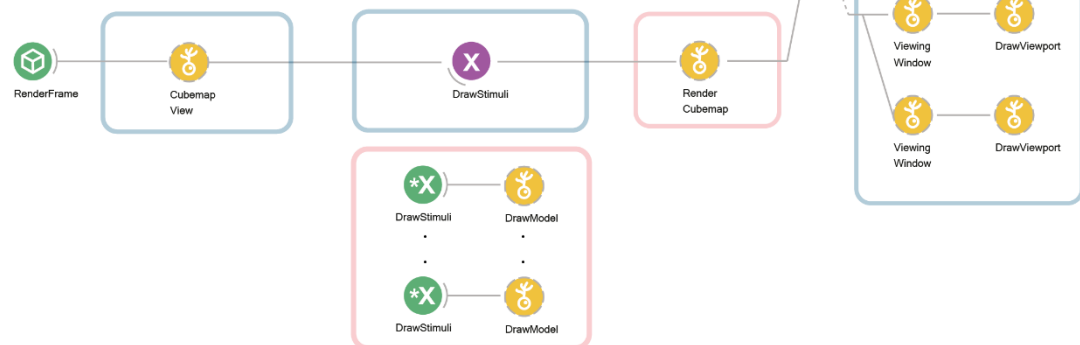 RenderFrame
Cubemap
View
X
DrawStimuli
Render
Cubemap
Viewing
Window
DrawViewport
Viewing
Window
DrawViewport
*X
DrawStimuli
DrawModel
*X
DrawStimuli
DrawModel